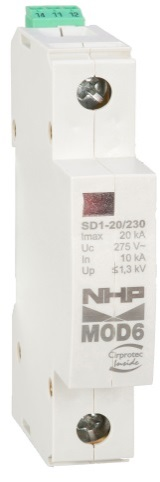 14 11 12
SD1-20/230
Imax 20 kA
Uc 275 V~
In 10 kA
Up ≤1,3 kV
NHP
MOD6
Cirprotec
Inside